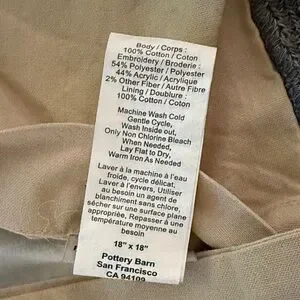 Body / Corps :
100% Cotton / Coton
Embroidery / Broderie :
54% Polyester / Polyester
44% Acrylic / Acrylique
2% Other Fiber / Autre Fibre
Lining / Doublure :
100% Cotton / Coton
Machine Wash Cold
Gentle Cycle,
Wash Inside out,
Only Non Chlorine Bleach
When Needed,
Lay Flat to Dry,
Warm Iron As Needed
Laver à la machine à l'eau
froide, cycle délicat.
Laver à l'envers, Utiliser
au besoin un agent de
blanchiment sans chlore,
sécher sur une surface plane
appropriée, Repasser à une
température moyenne au
besoin
18" x 18"
Pottery Barn
San Francisco
CA 94109